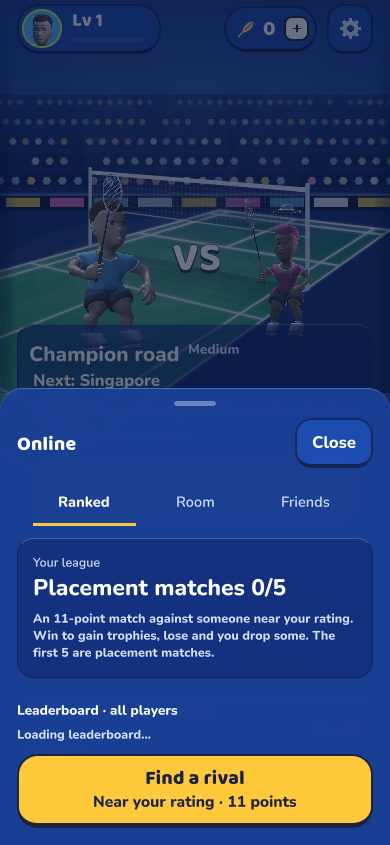 Lv 1
0
+
VS
Champion road Medium
Next: Singapore
Online
Close
Ranked Room Friends
Your league
Placement matches 0/5
An 11-point match against someone near your rating.
Win to gain trophies, lose and you drop some. The
first 5 are placement matches.
Leaderboard · all players
Loading leaderboard...
Find a rival
Near your rating · 11 points